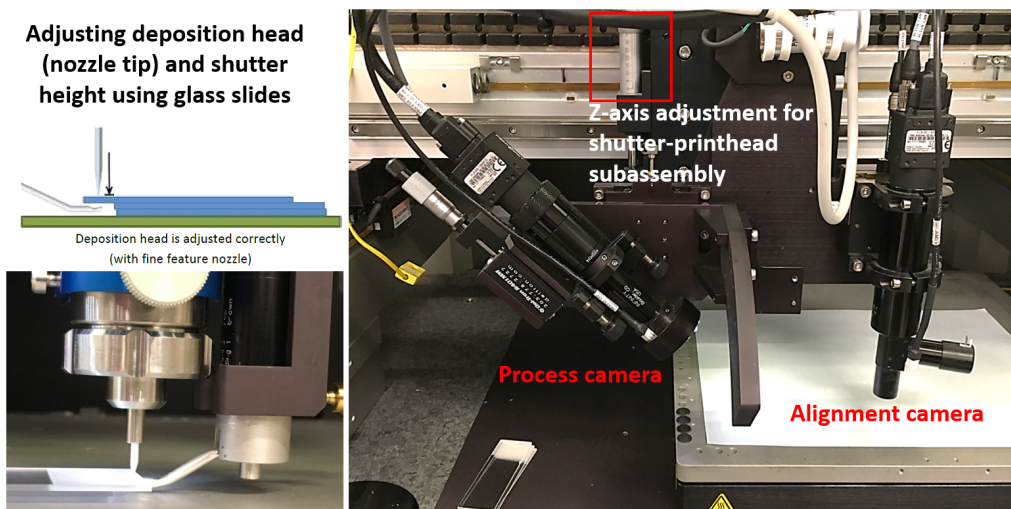 Adjusting deposition head
(nozzle tip) and shutter
height using glass slides
Deposition head is adjusted correctly
(with fine feature nozzle)
Z-axis adjustment for
shutter-printhead
subassembly
Process camera
Alignment camera
INFINITY